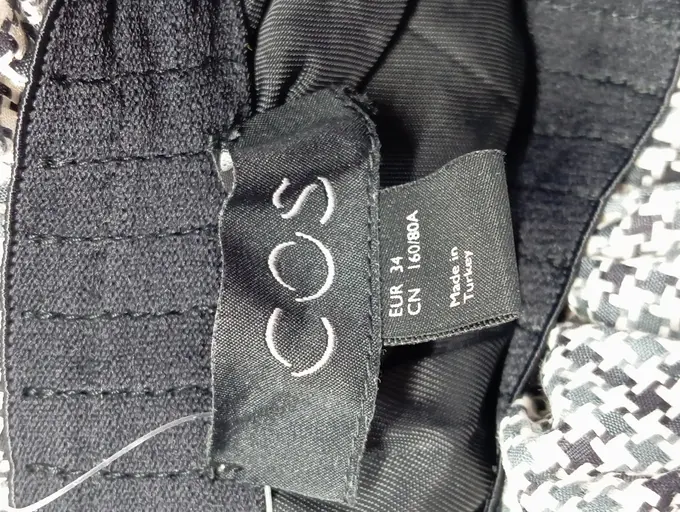 COS
EUR 34
CN 160/80A
Made in
Turkey